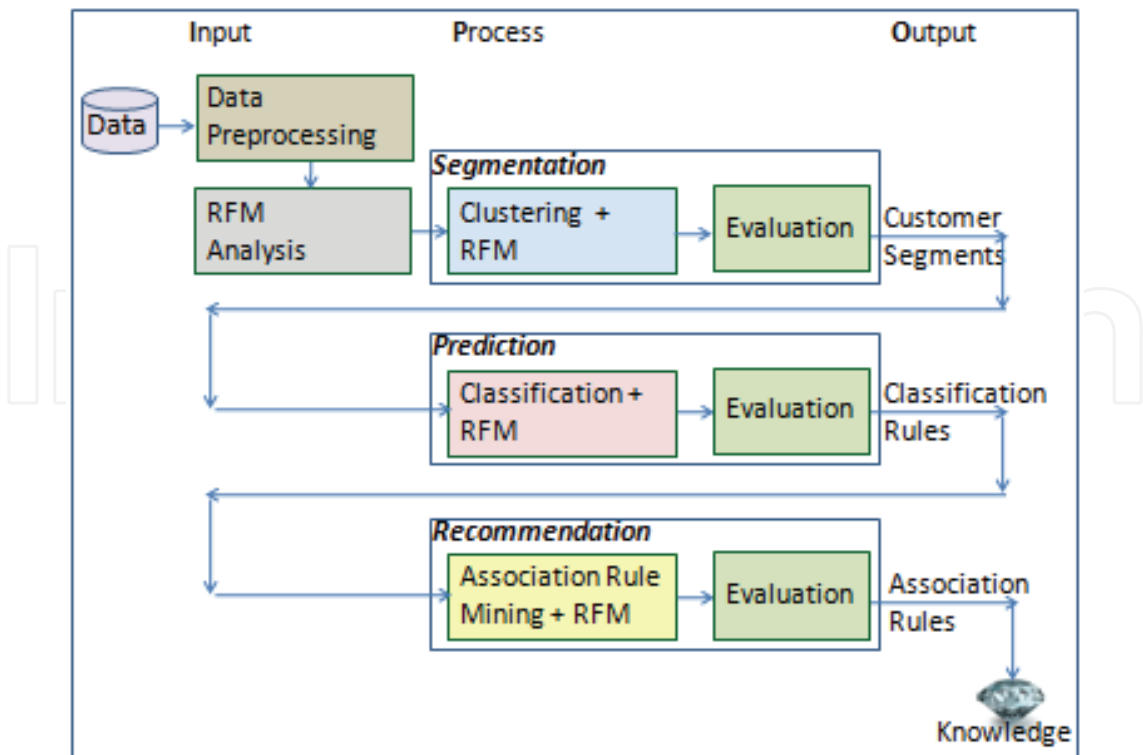 Input
Process
Output
Data
Data
Preprocessing
RFM
Analysis
Segmentation
Clustering +
RFM
Evaluation
Customer
Segments
Prediction
Classification +
RFM
Evaluation
Classification
Rules
Recommendation
Association Rule
Mining + RFM
Evaluation
Association
Rules
Knowledge